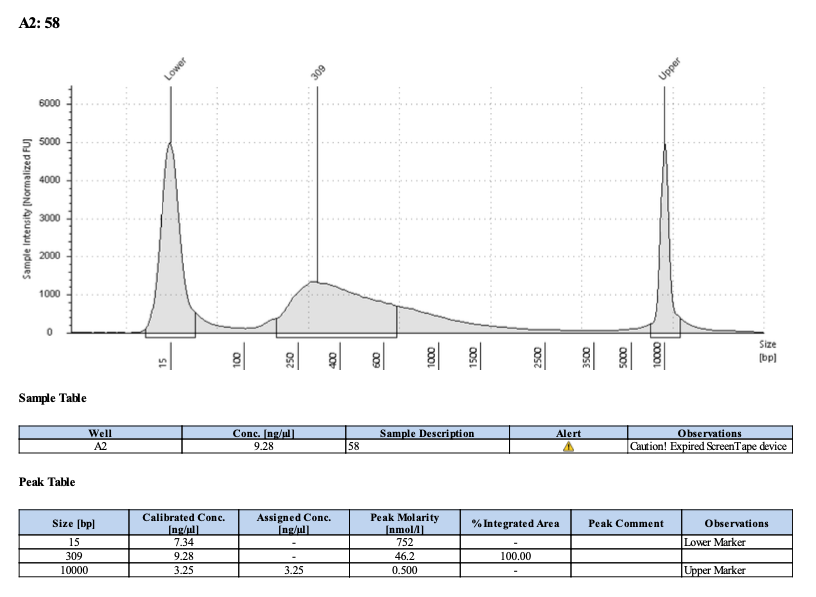 A2: 58
Lower
309
Upper
Sample Intensity [Normalized FU]
6000
5000
4000
3000
2000
1000
0
15
100
250
400
600
1000
1500
2500
3500
5000
10000
Size
[bp]
Sample Table
Well Conc. [ng/µl] Sample Description Alert Observations
A2 9.28 58 Caution! Expired ScreenTape device
Peak Table
Size [bp] Calibrated Conc. [ng/µl] Assigned Conc. [ng/µl] Peak Molarity [nmol/l] % Integrated Area Peak Comment Observations
15 7.34 - 752 - Lower Marker
309 9.28 - 46.2 100.00
10000 3.25 3.25 0.500 - Upper Marker